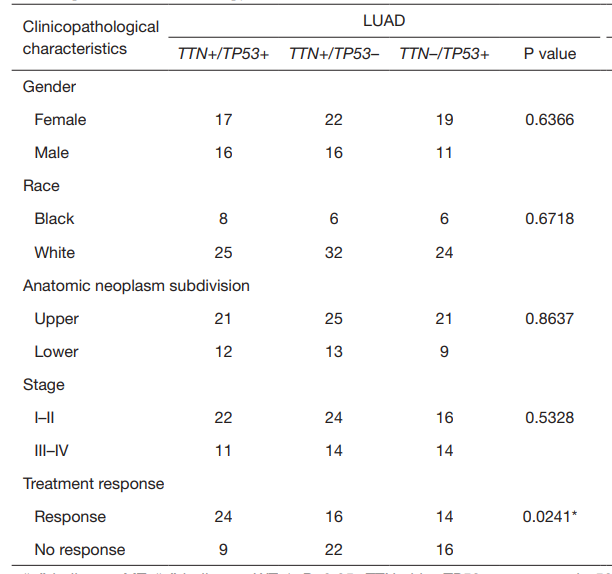 Clinicopathological characteristics LUAD
TTN+/TP53+ TTN+/TP53– TTN–/TP53+ P value
Gender
Female 17 22 19 0.6366
Male 16 16 11
Race
Black 8 6 6 0.6718
White 25 32 24
Anatomic neoplasm subdivision
Upper 21 25 21 0.8637
Lower 12 13 9
Stage
I–II 22 24 16 0.5328
III–IV 11 14 14
Treatment response
Response 24 16 14 0.0241*
No response 9 22 16